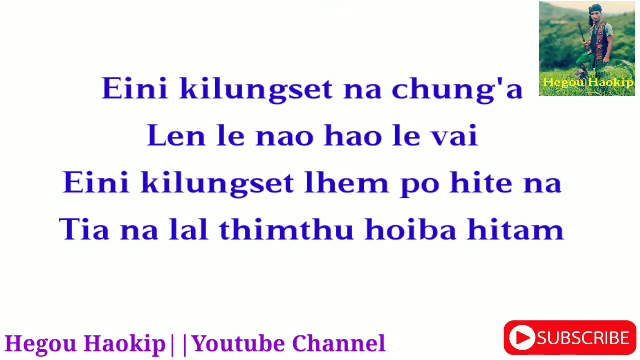 Hegou Haokip
Eini kilungset na chung'a
Len le nao hao le vai
Eini kilungset lhem po hite na
Tia na lal thimthu hoiba hitam
Hegou Haokip||Youtube Channel
SUBSCRIBE